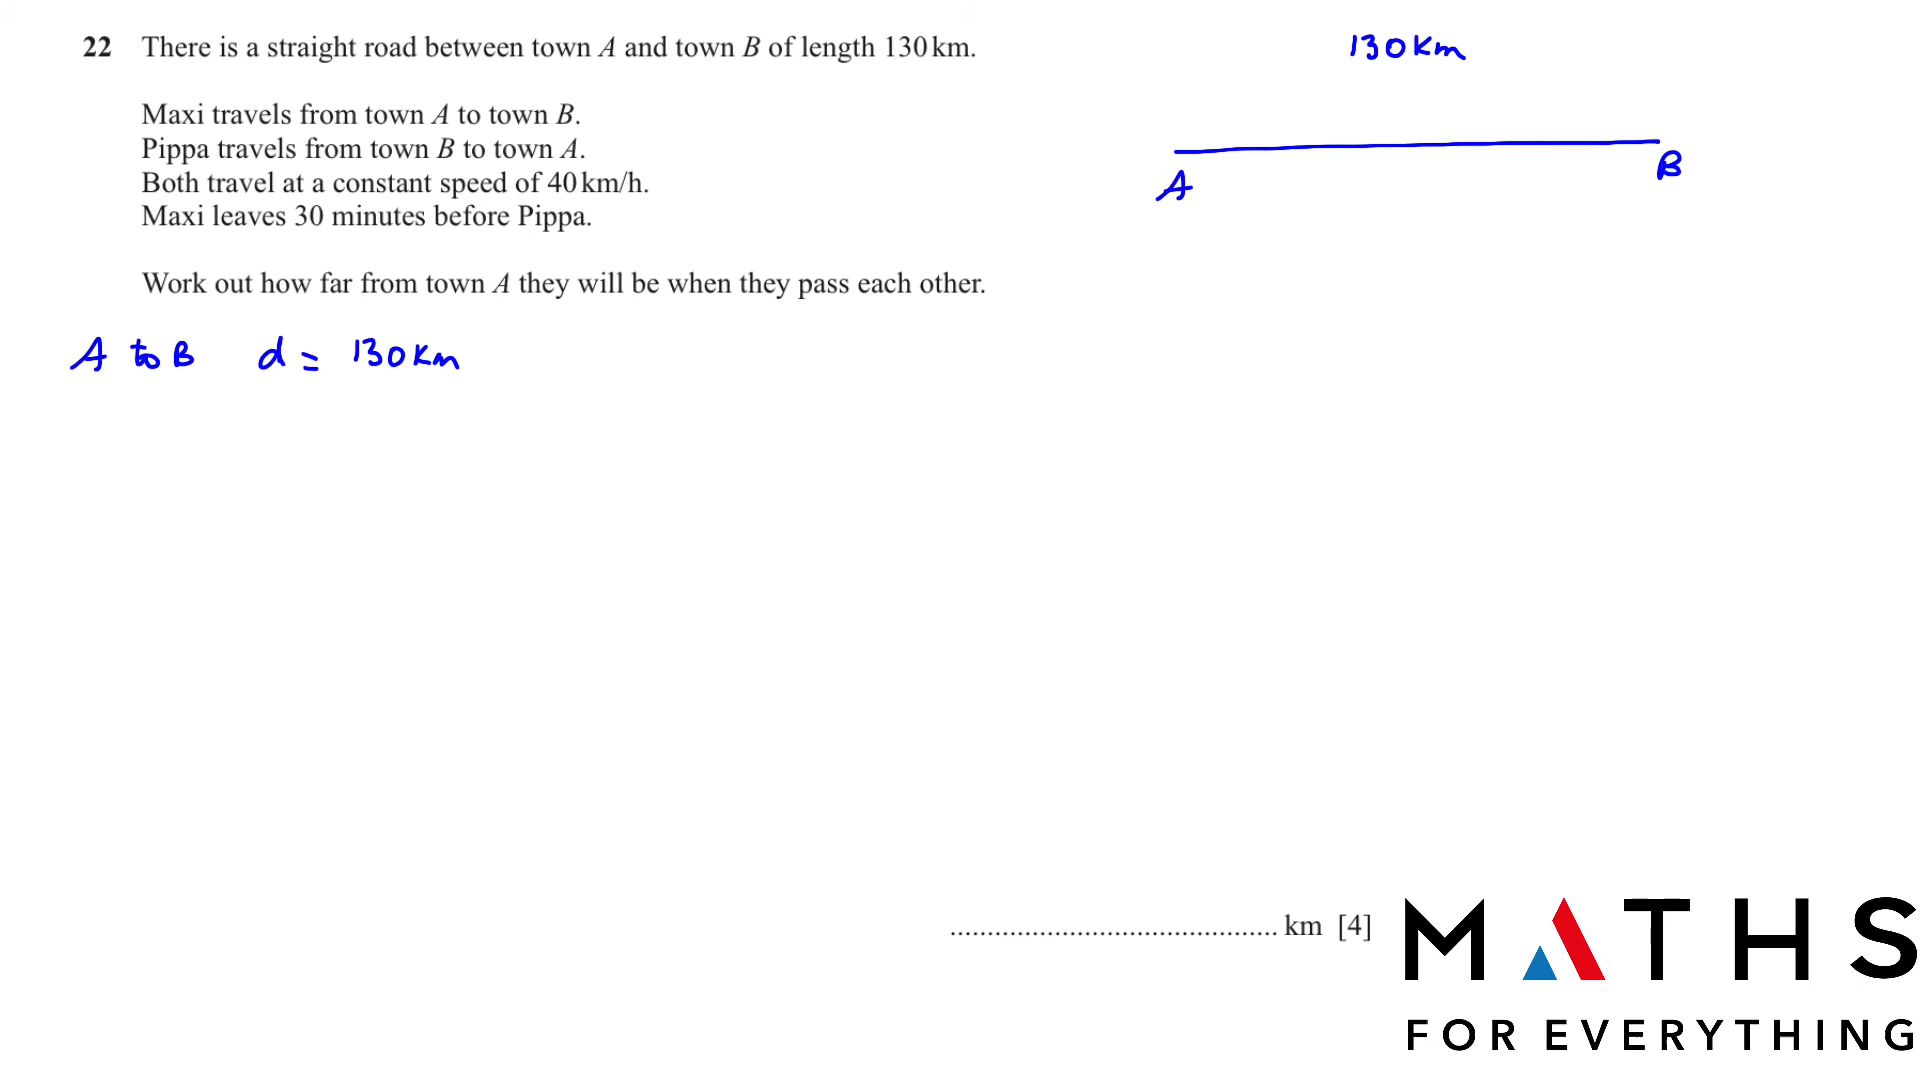 22 There is a straight road between town A and town B of length 130 km.
130 Km
Maxi travels from town A to town B.
Pippa travels from town B to town A.
Both travel at a constant speed of 40 km/h.
Maxi leaves 30 minutes before Pippa.
A
B
Work out how far from town A they will be when they pass each other.
A to B d = 130 Km
........................................... km [4]
MATHS
FOR EVERYTHING